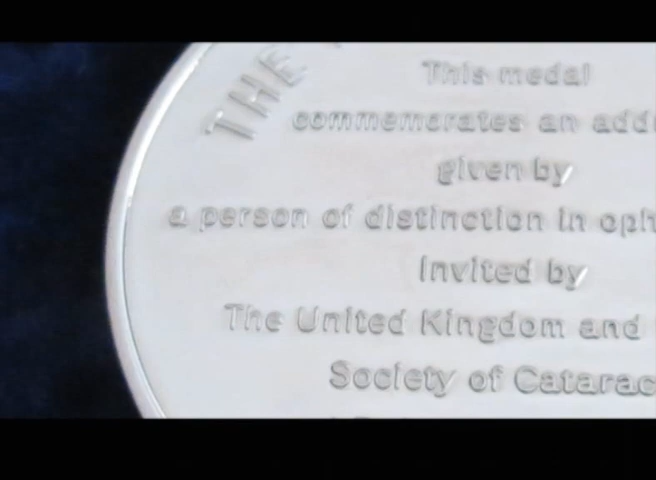 THE
This medal
commemorates an addr
given by
a person of distinction in oph
invited by
The United Kingdom and
Society of Catarac